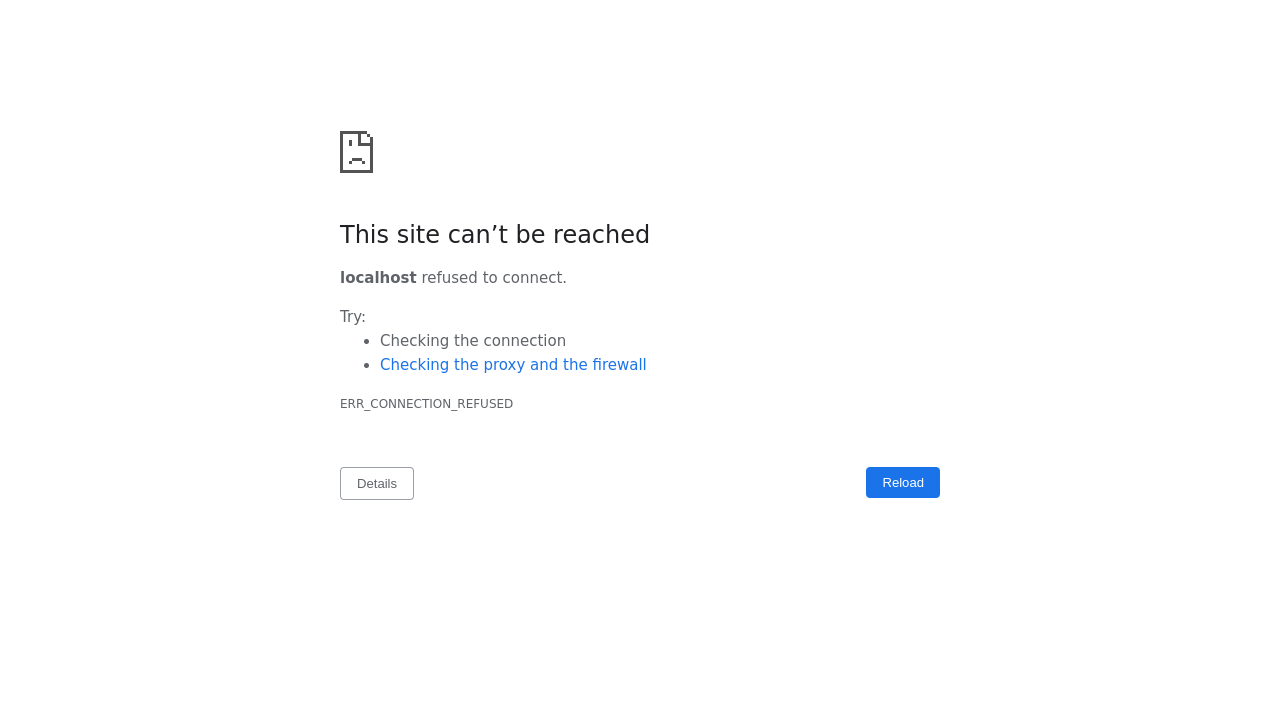 This site can’t be reached
localhost refused to connect.
Try:
Checking the connection
Checking the proxy and the firewall
ERR_CONNECTION_REFUSED
Details
Reload